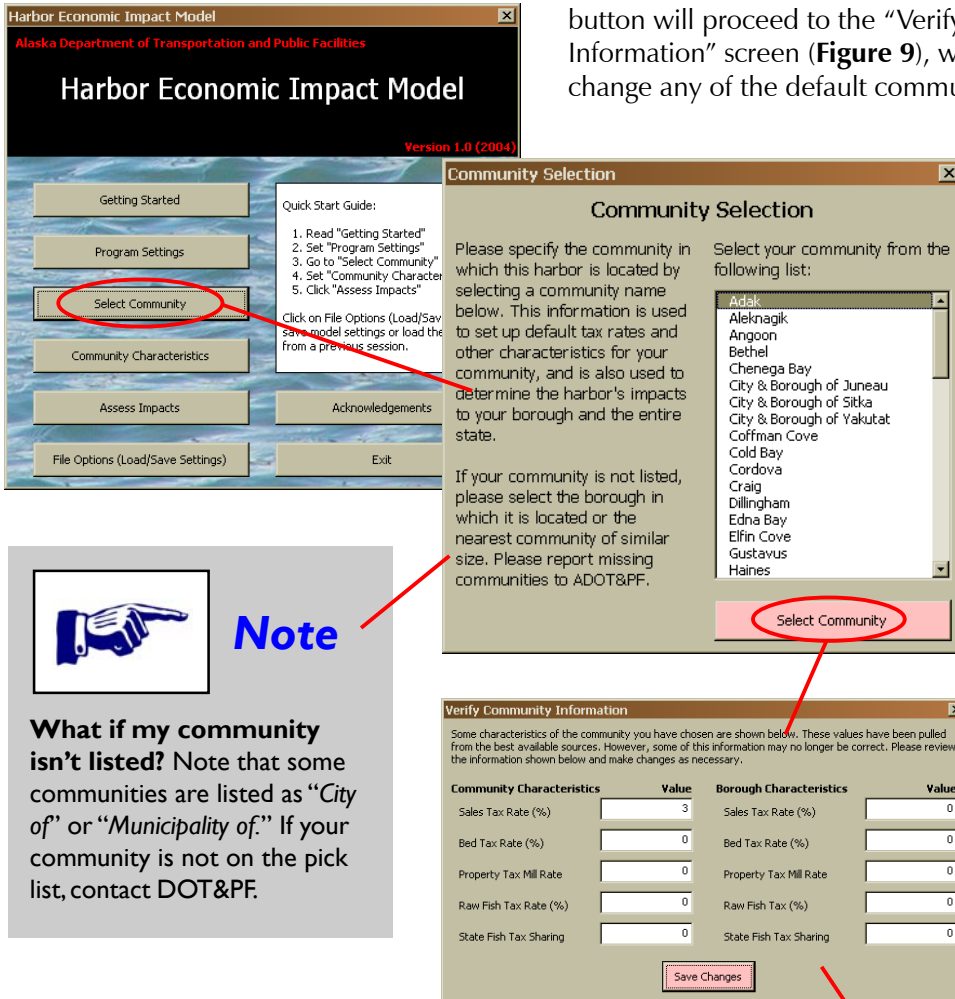 Harbor Economic Impact Model
Alaska Department of Transportation and Public Facilities
Harbor Economic Impact Model
Version 1.0 (2004)
Getting Started
Program Settings
Select Community
Community Characteristics
Assess Impacts
File Options (Load/Save Settings)
Quick Start Guide:
1. Read "Getting Started"
2. Set "Program Settings"
3. Go to "Select Community"
4. Set "Community Character
5. Click "Assess Impacts"
Click on File Options (Load/Sav
save model settings or load the
from a previous session.
Acknowledgements
Exit
button will proceed to the “Verify
Information” screen (Figure 9), w
change any of the default commu
Community Selection
Community Selection
Please specify the community in
which this harbor is located by
selecting a community name
below. This information is used
to set up default tax rates and
other characteristics for your
community, and is also used to
determine the harbor's impacts
to your borough and the entire
state.
If your community is not listed,
please select the borough in
which it is located or the
nearest community of similar
size. Please report missing
communities to ADOT&PF.
Select your community from the
following list:
Adak
Aleknagik
Angoon
Bethel
Chenega Bay
City & Borough of Juneau
City & Borough of Sitka
City & Borough of Yakutat
Coffman Cove
Cold Bay
Cordova
Craig
Dillingham
Edna Bay
Elfin Cove
Gustavus
Haines
Select Community
Note
What if my community
isn’t listed? Note that some
communities are listed as “City
of” or “Municipality of.” If your
community is not on the pick
list, contact DOT&PF.
Verify Community Information
Some characteristics of the community you have chosen are shown below. These values have been pulled
from the best available sources. However, some of this information may no longer be correct. Please review
the information shown below and make changes as necessary.
Community Characteristics Value Borough Characteristics Value
Sales Tax Rate (%) 3 Sales Tax Rate (%) 0
Bed Tax Rate (%) 0 Bed Tax Rate (%) 0
Property Tax Mill Rate 0 Property Tax Mill Rate 0
Raw Fish Tax Rate (%) 0 Raw Fish Tax (%) 0
State Fish Tax Sharing 0 State Fish Tax Sharing 0
Save Changes